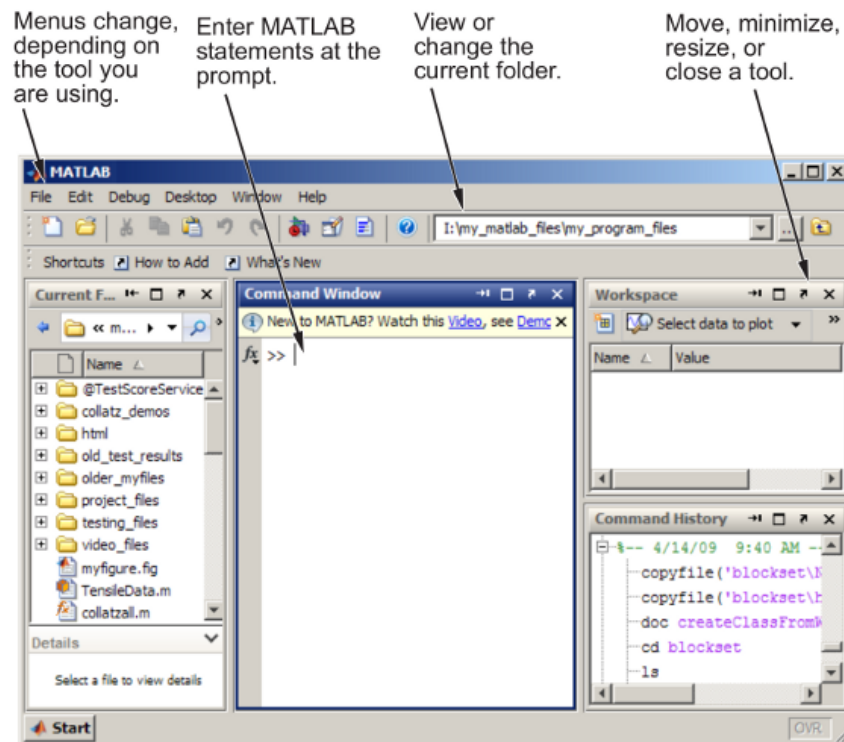 Menus change,
depending on
the tool you
are using.
Enter MATLAB
statements at the
prompt.
View or
change the
current folder.
Move, minimize,
resize, or
close a tool.
MATLAB
File Edit Debug Desktop Window Help
I:\my_matlab_files\my_program_files
Shortcuts How to Add What's New
Current F...
« m...
Name
@TestScoreService
collatz_demos
html
old_test_results
older_myfiles
project_files
testing_files
video_files
myfigure.fig
TensileData.m
collatzall.m
Details
Select a file to view details
Command Window
New to MATLAB? Watch this Video, see Demc
fx >>
Workspace
Select data to plot »
Name Value
Command History
%-- 4/14/09 9:40 AM --
copyfile('blockset\
copyfile('blockset\h
doc createClassFrom
cd blockset
ls
Start
OVR